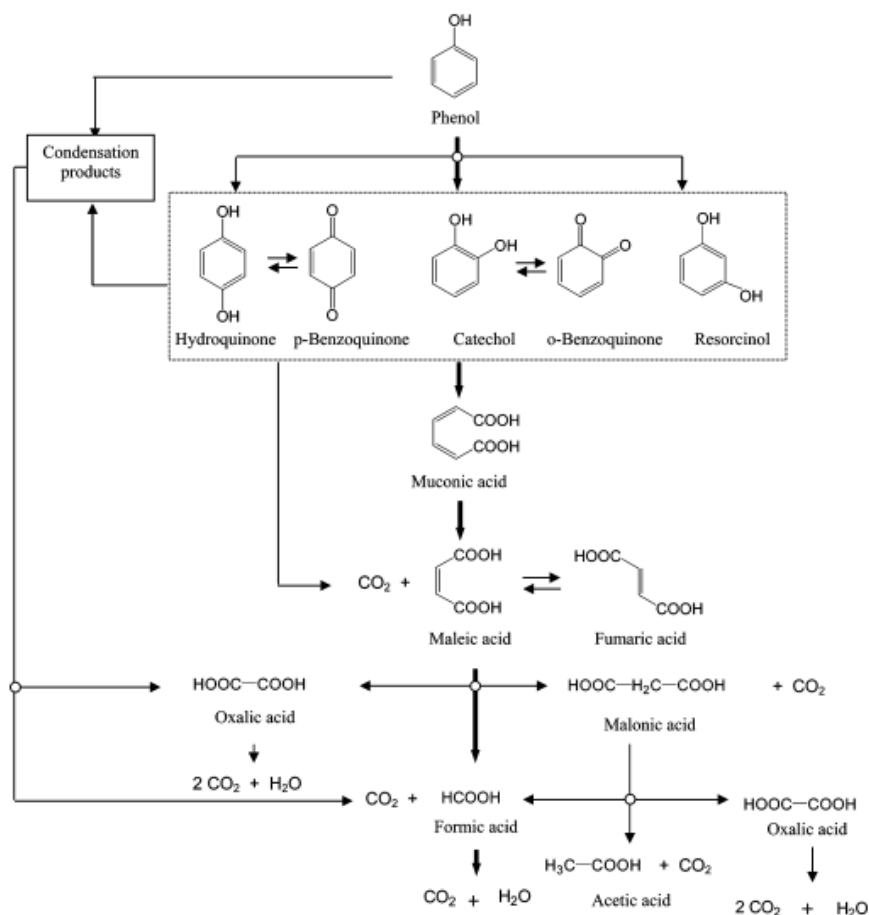 OH
Phenol
Condensation
products
OH
OH
Hydroquinone
O
O
p-Benzoquinone
OH
OH
Catechol
O
O
o-Benzoquinone
OH
OH
Resorcinol
COOH
COOH
Muconic acid
CO₂ +
COOH
COOH
Maleic acid
HOOC
COOH
Fumaric acid
HOOC—COOH
Oxalic acid
HOOC—H₂C—COOH + CO₂
Malonic acid
2 CO₂ + H₂O
CO₂ + HCOOH
Formic acid
HOOC—COOH
Oxalic acid
H₃C—COOH + CO₂
Acetic acid
CO₂ + H₂O
2 CO₂ + H₂O